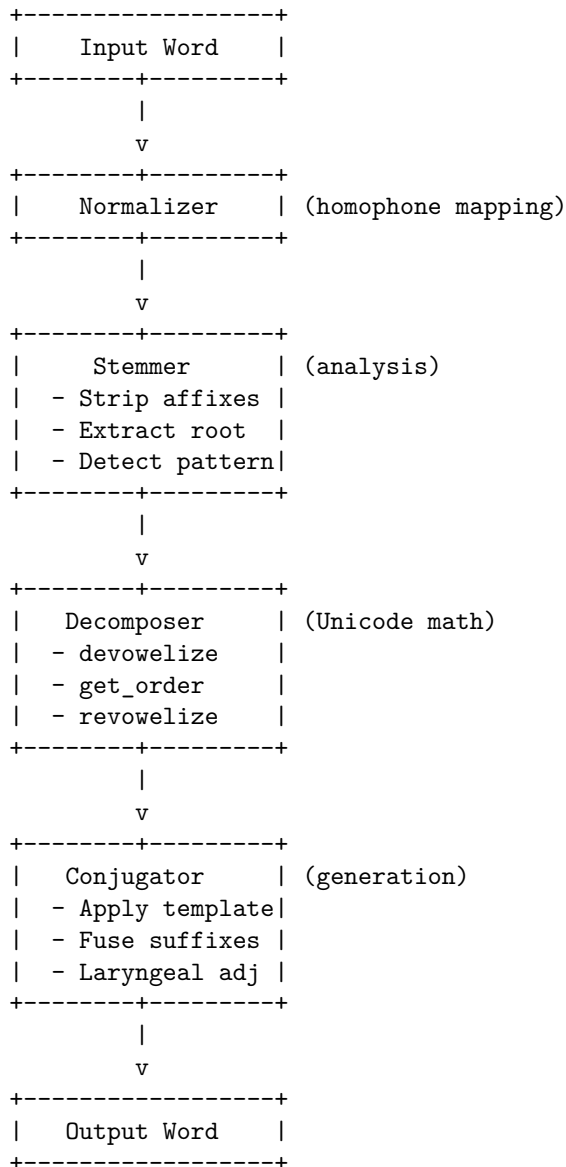 +------------------+
|    Input Word    |
+--------+---------+
         |
         v
+--------+---------+
|    Normalizer    | (homophone mapping)
+--------+---------+
         |
         v
+--------+---------+
|     Stemmer      | (analysis)
|  - Strip affixes |
|  - Extract root  |
|  - Detect pattern|
+--------+---------+
         |
         v
+--------+---------+
|   Decomposer     | (Unicode math)
|  - devowelize    |
|  - get_order     |
|  - revowelize    |
+--------+---------+
         |
         v
+--------+---------+
|   Conjugator     | (generation)
|  - Apply template|
|  - Fuse suffixes |
|  - Laryngeal adj |
+--------+---------+
         |
         v
+------------------+
|   Output Word    |
+------------------+